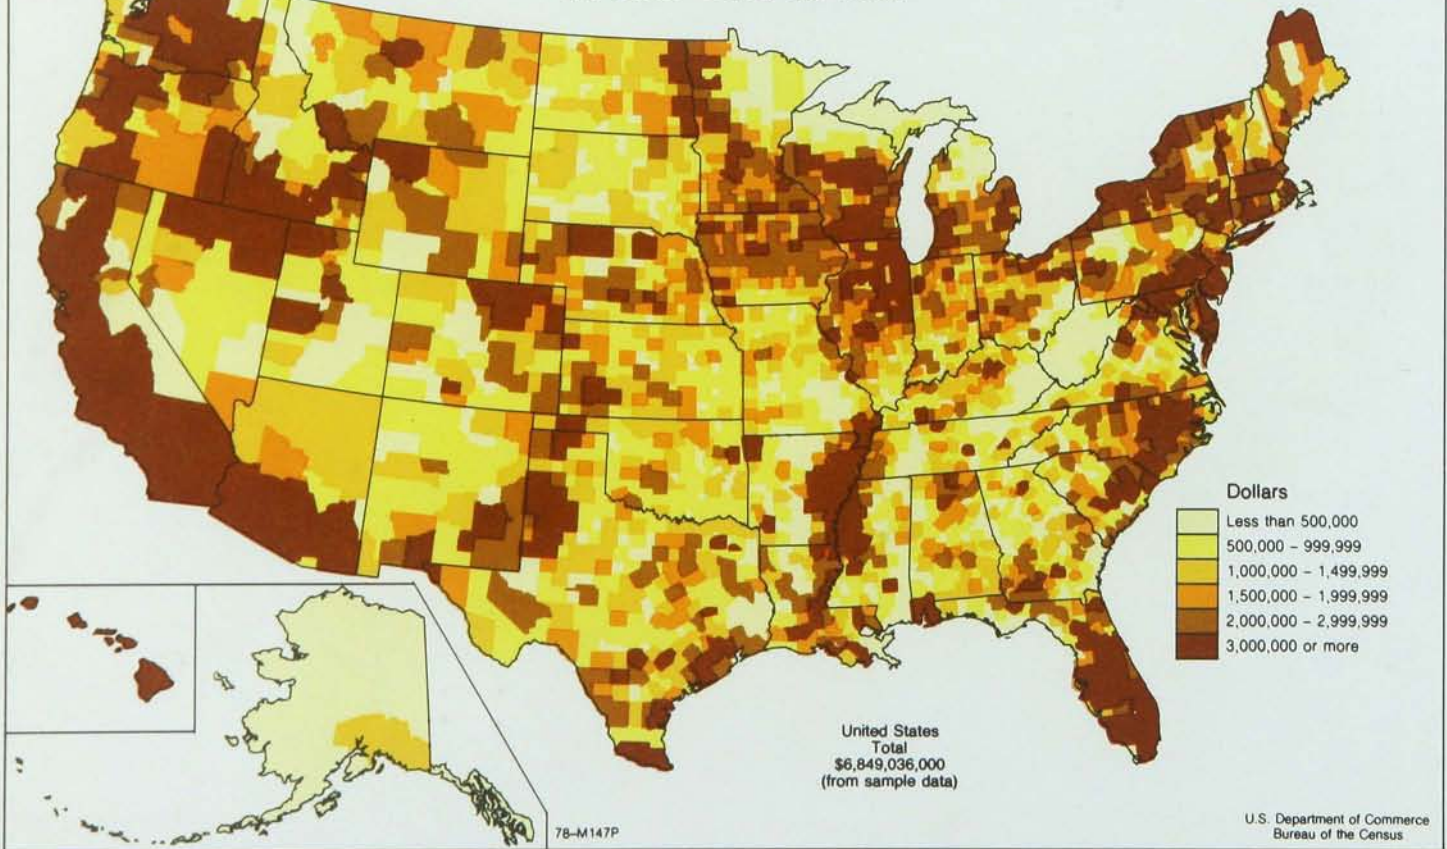 Dollars
Less than 500,000
500,000 – 999,999
1,000,000 – 1,499,999
1,500,000 – 1,999,999
2,000,000 – 2,999,999
3,000,000 or more
United States
Total
$6,849,036,000
(from sample data)
78–M147P
U.S. Department of Commerce
Bureau of the Census